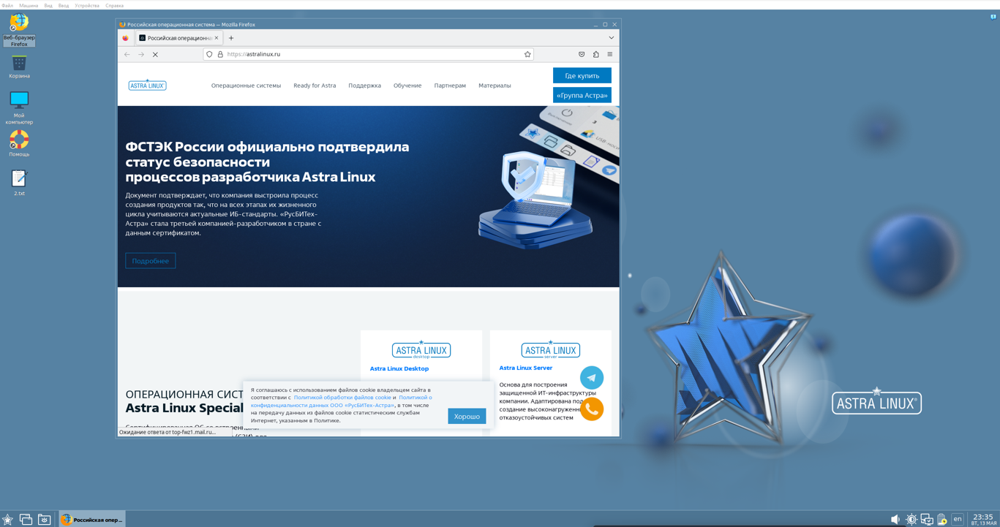 Файл Машина Вид Ввод Устройства Справка
Веб-браузер
Firefox
Корзина
Мой
компьютер
Помощь
2.txt
Российская операционная система — Mozilla Firefox
Российская операционна
https://astralinux.ru
ASTRA LINUX®
Операционные системы
Ready for Astra
Поддержка
Обучение
Партнерам
Материалы
Где купить
«Группа Астра»
ФСТЭК России официально подтвердила
статус безопасности
процессов разработчика Astra Linux
Документ подтверждает, что компания выстроила процесс
создания продуктов так, что на всех этапах их жизненного
цикла учитываются актуальные ИБ-стандарты. «РусБИТех-
Астра» стала третьей компанией-разработчиком в стране с
данным сертификатом.
Подробнее
ОПЕРАЦИОННАЯ СИСТ
Astra Linux Special
Сертифицированная ОС со встроенными
(СЗИ) для
ASTRA LINUX
desktop
Astra Linux Desktop
ASTRA LINUX
server
Astra Linux Server
Основа для построения
защищенной ИТ-инфраструктуры
компании. Адаптирована под
создание высоконагруженн
отказоустойчивых систем
Я соглашаюсь с использованием файлов cookie владельцем сайта в
соответствии с Политикой обработки файлов cookie и Политикой о
конфиденциальности данных ООО «РусБИТех-Астра», в том числе
на передачу данных из файлов cookie статистическим службам
Интернет, указанным в Политике.
Хорошо
Ожидание ответа от top-fwz1.mail.ru...
ASTRA LINUX®
Российская опер...
en
23:35
ВТ, 13 МАЯ